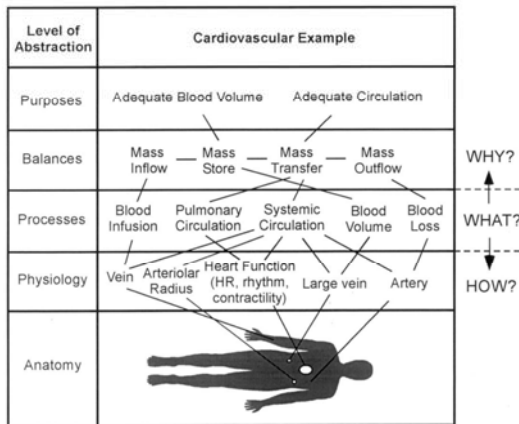 Level of
Abstraction
Cardiovascular Example
Purposes
Adequate Blood Volume
Adequate Circulation
Balances
Mass
Inflow
Mass
Store
Mass
Transfer
Mass
Outflow
WHY?
Processes
Blood
Infusion
Pulmonary
Circulation
Systemic
Circulation
Blood
Volume
Blood
Loss
WHAT?
Physiology
Vein
Arteriolar
Radius
Heart Function
(HR, rhythm,
contractility)
Large vein
Artery
HOW?
Anatomy